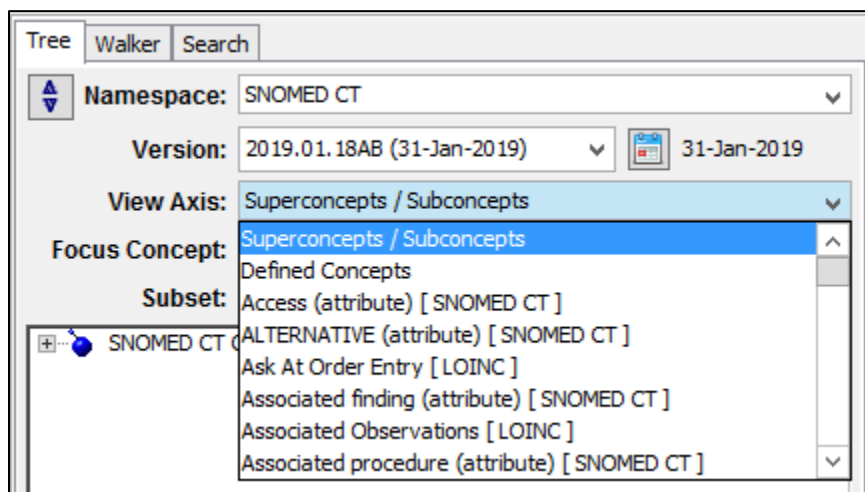 Tree Walker Search
Namespace: SNOMED CT
Version: 2019.01.18AB (31-Jan-2019) 31-Jan-2019
View Axis: Superconcepts / Subconcepts
Focus Concept: Superconcepts / Subconcepts
Defined Concepts
Subset: Access (attribute) [ SNOMED CT ]
SNOMED CT ALTERNATIVE (attribute) [ SNOMED CT ]
Ask At Order Entry [ LOINC ]
Associated finding (attribute) [ SNOMED CT ]
Associated Observations [ LOINC ]
Associated procedure (attribute) [ SNOMED CT ]